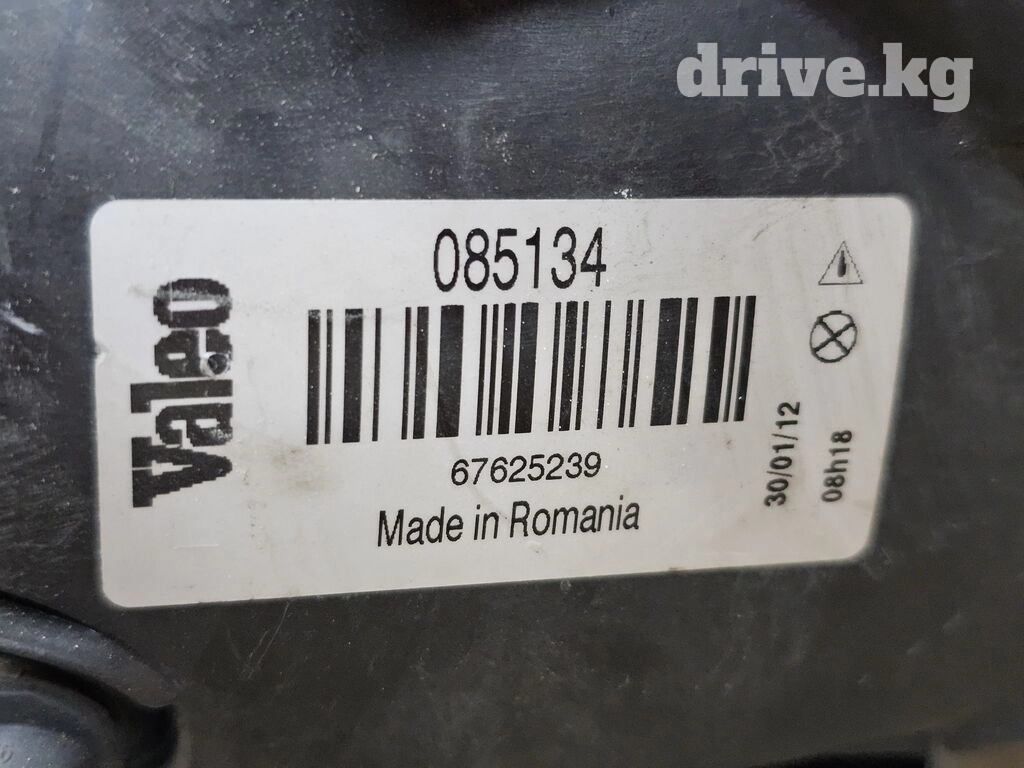 drive.kg
085134
Valeo
67625239
Made in Romania
30/01/12
08h18